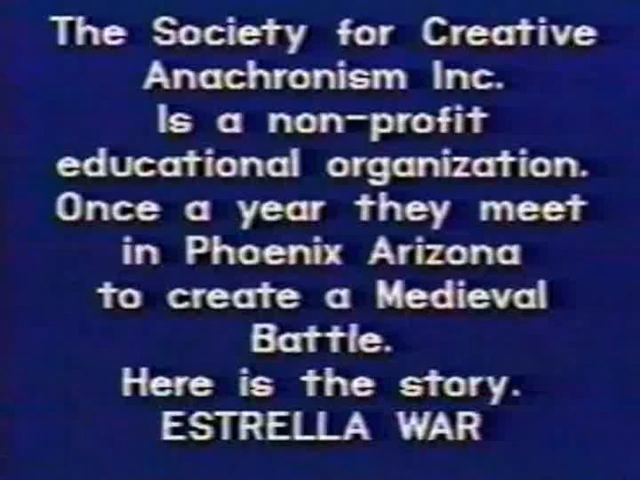 The Society for Creative
Anachronism Inc.
Is a non-profit
educational organization.
Once a year they meet
in Phoenix Arizona
to create a Medieval
Battle.
Here is the story.
ESTRELLA WAR